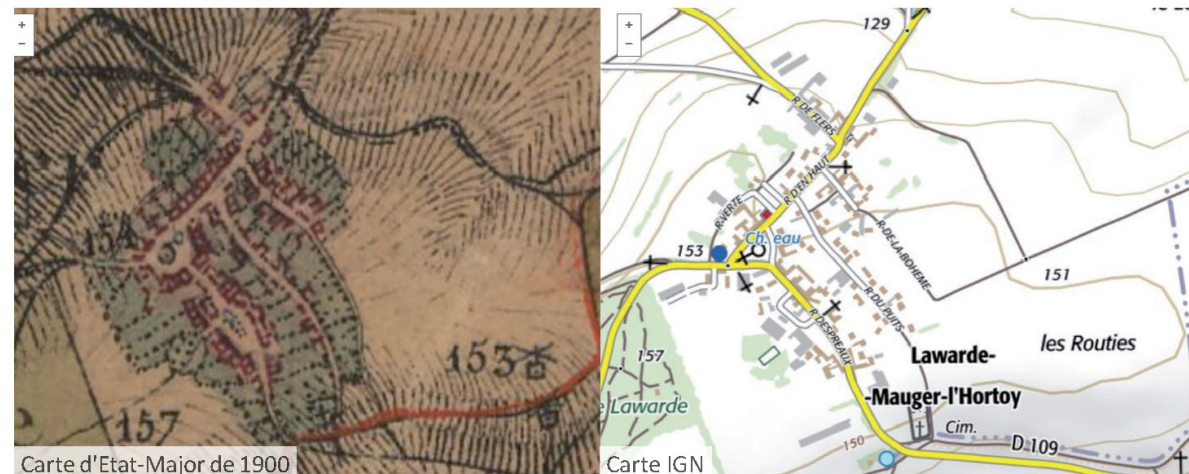 +
-
154
153
157
Carte d'Etat-Major de 1900
+
-
129
R DE FLERS
R D'EN HAUT
R. VERTE
Ch. eau
153
R-DE-LA-BOHEME
151
R DU PUITS
R DESPREAUX
157
Lawarde-
-Mauger-l'Hortoy
les Routies
e Lawarde
150
Cim.
D 109
Carte IGN